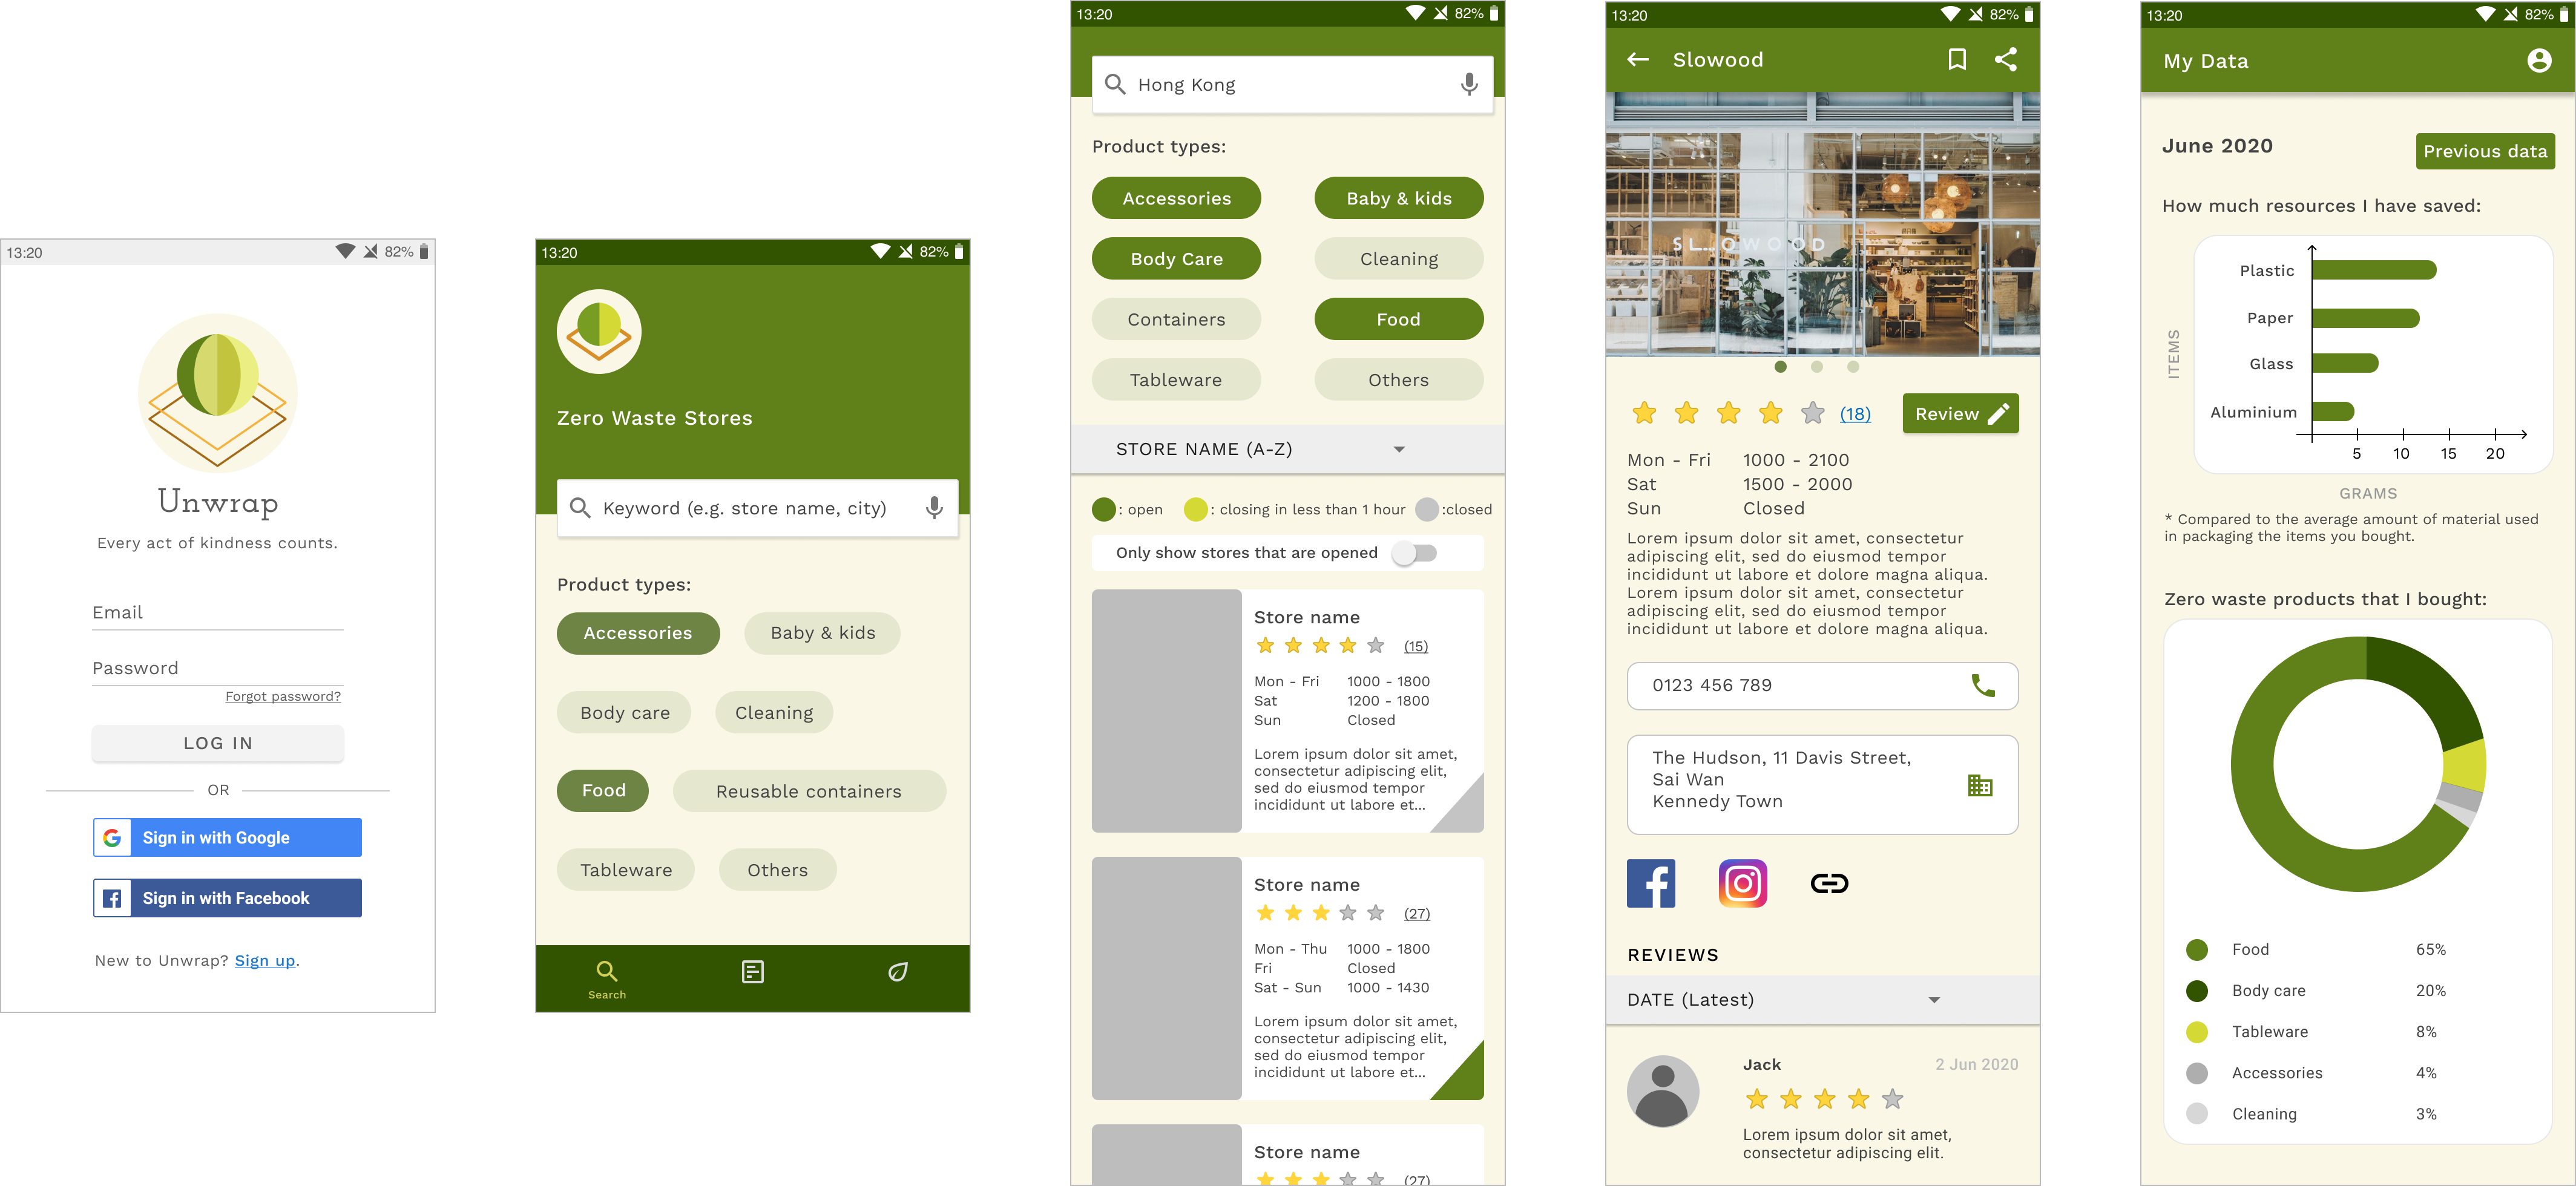 13:20
82%
Unwrap
Every act of kindness counts.
Email
Password
Forgot password?
LOG IN
OR
Sign in with Google
Sign in with Facebook
New to Unwrap? Sign up.
13:20
82%
Zero Waste Stores
Keyword (e.g. store name, city)
Product types:
Accessories
Baby & kids
Body care
Cleaning
Food
Reusable containers
Tableware
Others
Search
13:20
82%
Hong Kong
Product types:
Accessories
Baby & kids
Body Care
Cleaning
Containers
Food
Tableware
Others
STORE NAME (A-Z)
: open
: closing in less than 1 hour
:closed
Only show stores that are opened
Store name
(15)
Mon - Fri 1000 - 1800
Sat 1200 - 1800
Sun Closed
Lorem ipsum dolor sit amet,
consectetur adipiscing elit,
sed do eiusmod tempor
incididunt ut labore et...
Store name
(27)
Mon - Thu 1000 - 1800
Fri Closed
Sat - Sun 1000 - 1430
Lorem ipsum dolor sit amet,
consectetur adipiscing elit,
sed do eiusmod tempor
incididunt ut labore et...
Store name
(27)
13:20
82%
Slowood
SLOWOOD
(18)
Review
Mon - Fri 1000 - 2100
Sat 1500 - 2000
Sun Closed
Lorem ipsum dolor sit amet, consectetur
adipiscing elit, sed do eiusmod tempor
incididunt ut labore et dolore magna aliqua.
Lorem ipsum dolor sit amet, consectetur
adipiscing elit, sed do eiusmod tempor
incididunt ut labore et dolore magna aliqua.
0123 456 789
The Hudson, 11 Davis Street,
Sai Wan
Kennedy Town
REVIEWS
DATE (Latest)
Jack
2 Jun 2020
Lorem ipsum dolor sit amet,
consectetur adipiscing elit.
13:20
82%
My Data
June 2020
Previous data
How much resources I have saved:
ITEMS
Plastic
Paper
Glass
Aluminium
5 10 15 20
GRAMS
* Compared to the average amount of material used
in packaging the items you bought.
Zero waste products that I bought:
Food 65%
Body care 20%
Tableware 8%
Accessories 4%
Cleaning 3%